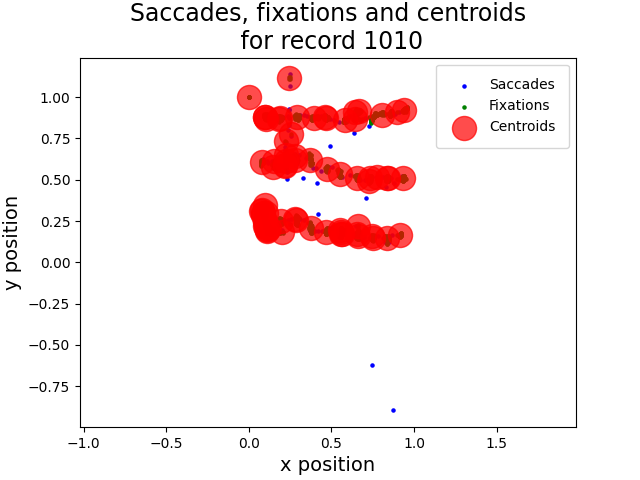 Saccades, fixations and centroids
for record 1010
Saccades
Fixations
Centroids
1.00
0.75
0.50
0.25
0.00
−0.25
−0.50
−0.75
y position
−1.0
−0.5
0.0
0.5
1.0
1.5
x position